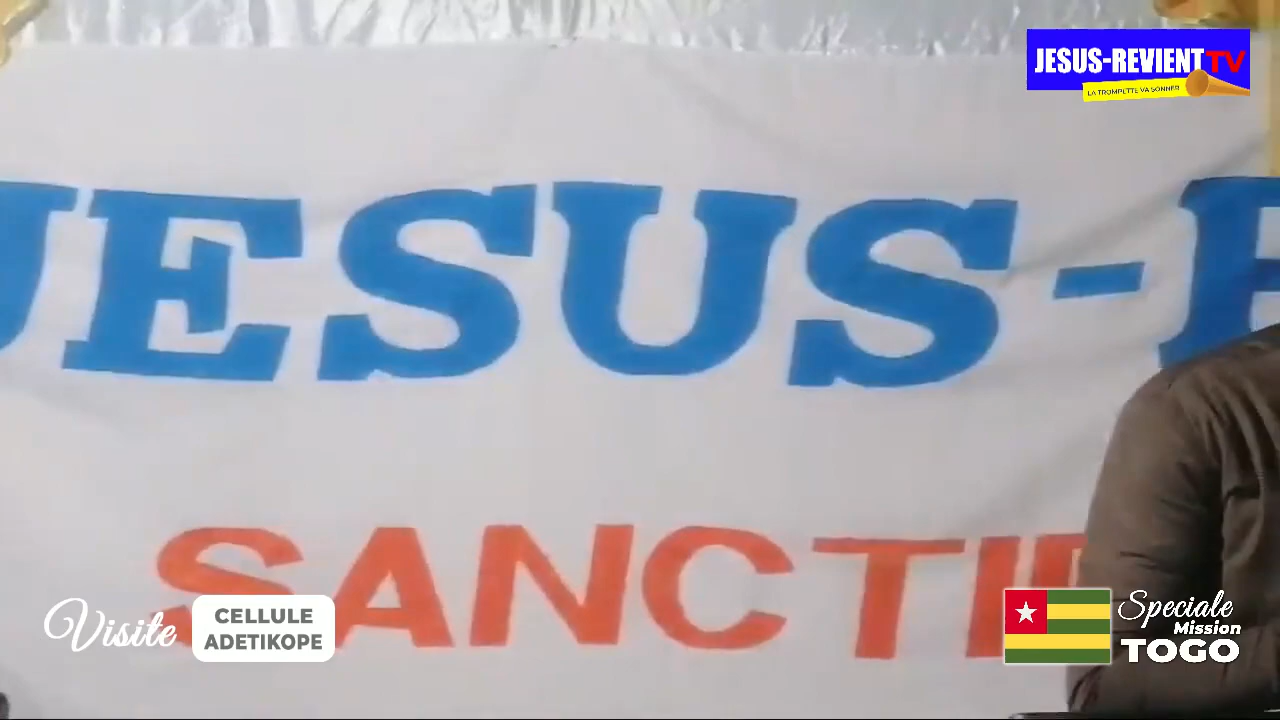 JESUS-REVIENT TV
LA TROMPETTE VA SONNER
JESUS-
SANCTI
Visite
CELLULE
ADETIKOPE
Speciale
Mission
TOGO